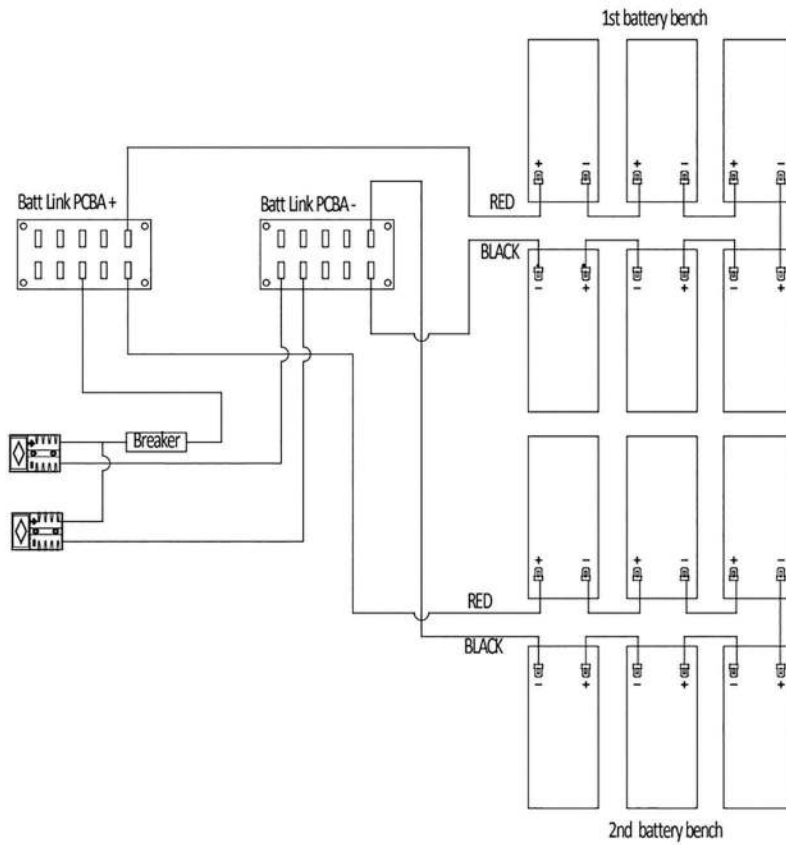 1st battery bench
+ - + - + -
RED
Batt Link PCBA +
Batt Link PCBA -
BLACK
- + - + - +
Breaker
+
-
+
-
+ - + - + -
RED
BLACK
- + - + - +
2nd battery bench